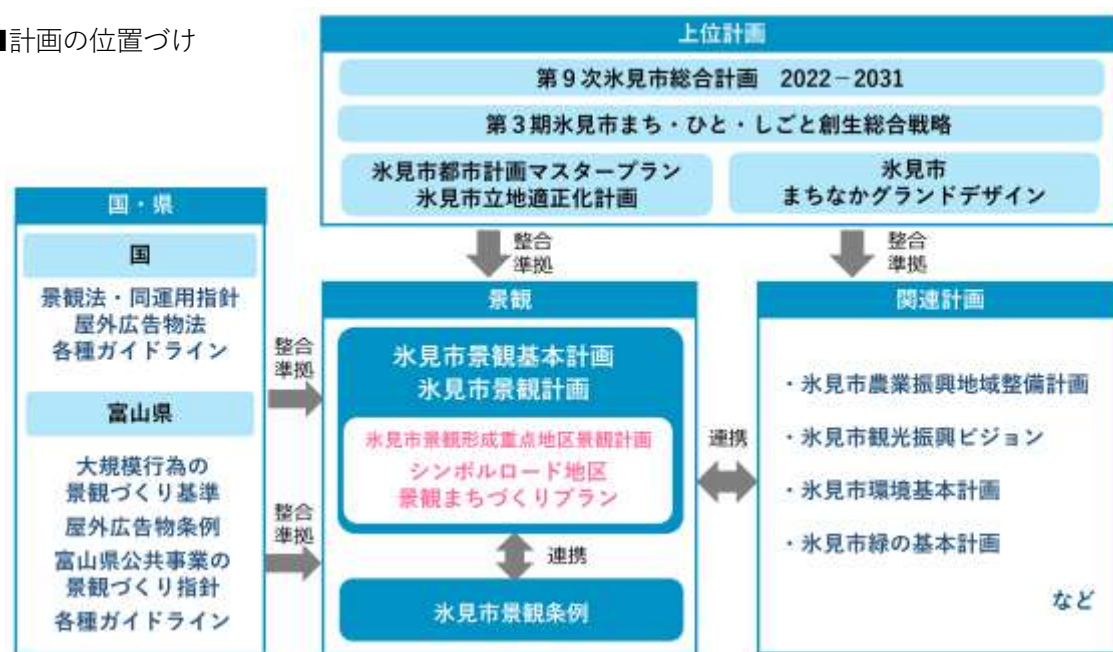 ■計画の位置づけ
上位計画
第9次氷見市総合計画 2022－2031
第3期氷見市まち・ひと・しごと創生総合戦略
氷見市都市計画マスタープラン
氷見市立地適正化計画
氷見市
まちなかグランドデザイン
整合
準拠
整合
準拠
国・県
国
景観法・同運用指針
屋外広告物法
各種ガイドライン
富山県
大規模行為の
景観づくり基準
屋外広告物条例
富山県公共事業の
景観づくり指針
各種ガイドライン
整合
準拠
整合
準拠
景観
氷見市景観基本計画
氷見市景観計画
氷見市景観形成重点地区景観計画
シンボルロード地区
景観まちづくりプラン
連携
氷見市景観条例
連携
関連計画
・氷見市農業振興地域整備計画
・氷見市観光振興ビジョン
・氷見市環境基本計画
・氷見市緑の基本計画
など